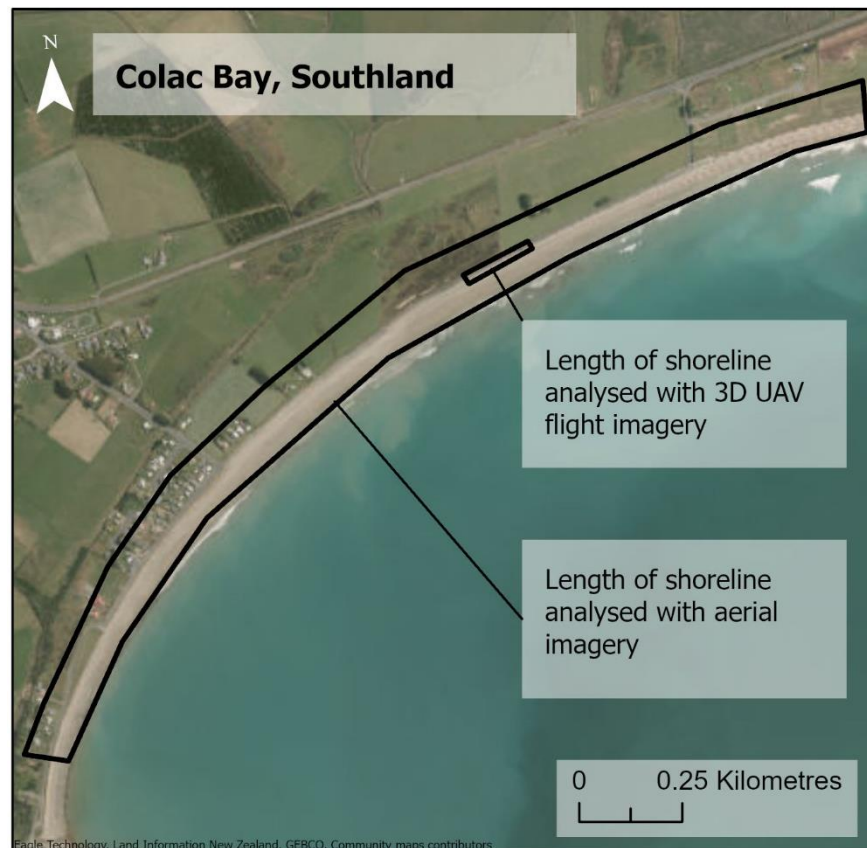 N
Colac Bay, Southland
Length of shoreline
analysed with 3D UAV
flight imagery
Length of shoreline
analysed with aerial
imagery
0 0.25 Kilometres
Eagle Technology, Land Information New Zealand, GEBCO, Community maps contributors